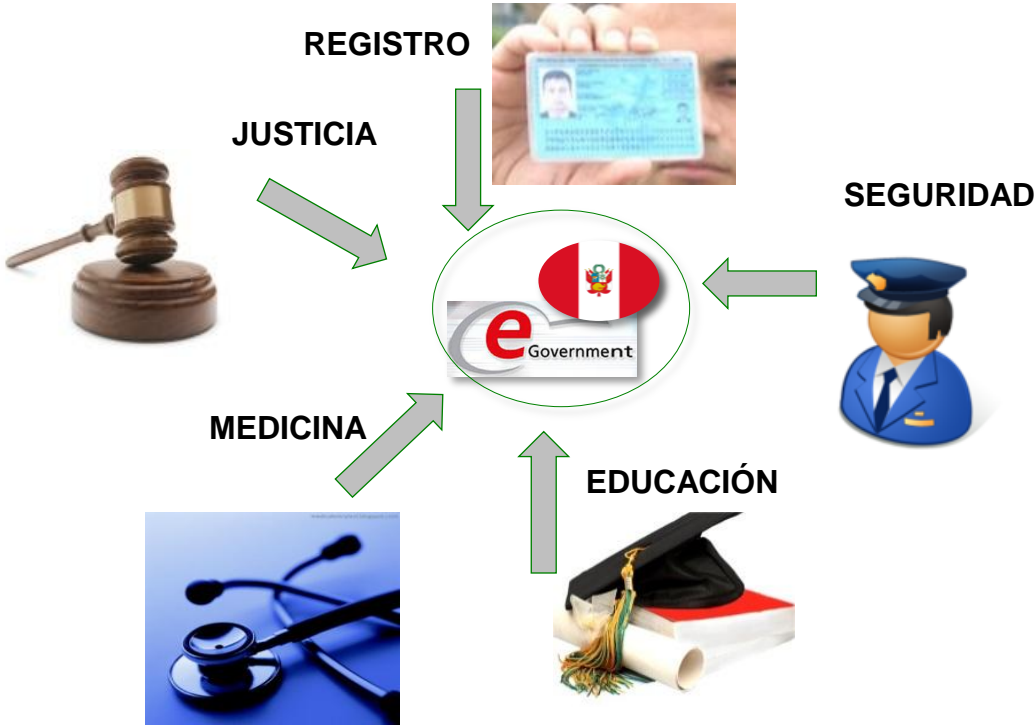 REGISTRO
JUSTICIA
SEGURIDAD
e Government
MEDICINA
EDUCACIÓN